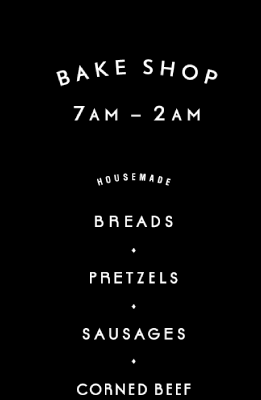 BAKE SHOP
7AM – 2AM
HOUSEMADE
BREADS
PRETZELS
SAUSAGES
CORNED BEEF